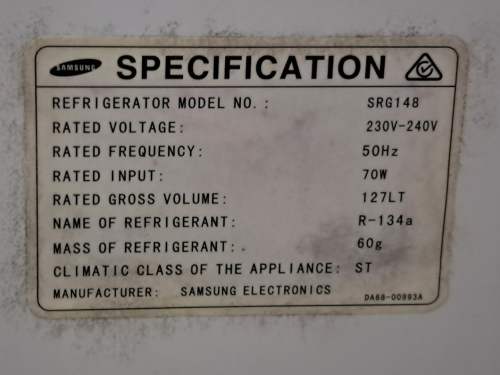 SAMSUNG SPECIFICATION
REFRIGERATOR MODEL NO. : SRG148
RATED VOLTAGE: 230V-240V
RATED FREQUENCY: 50Hz
RATED INPUT: 70W
RATED GROSS VOLUME: 127LT
NAME OF REFRIGERANT: R-134a
MASS OF REFRIGERANT: 60g
CLIMATIC CLASS OF THE APPLIANCE: ST
MANUFACTURER: SAMSUNG ELECTRONICS DA68-00993A